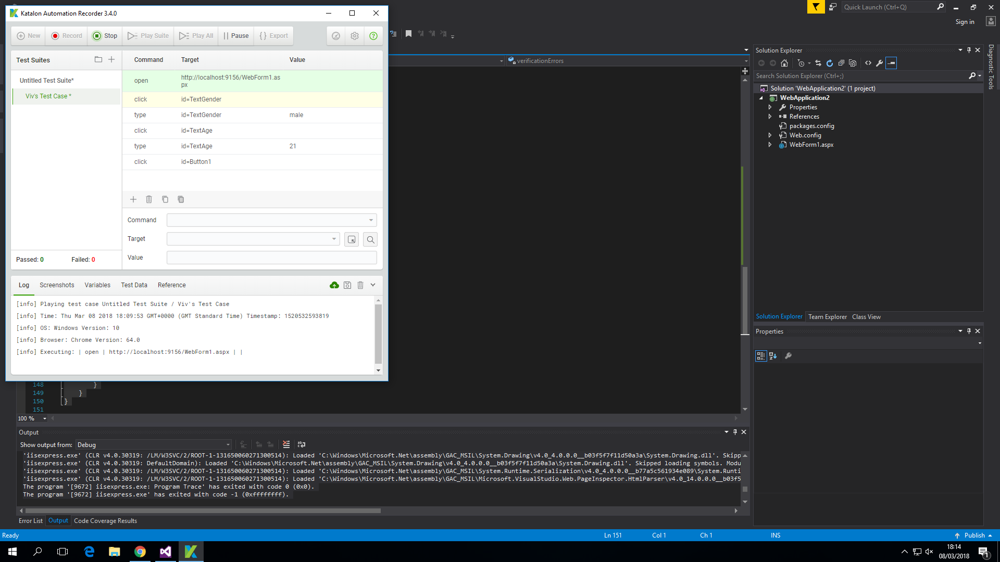 Katalon Automation Recorder 3.4.0
New
Record
Stop
Play Suite
Play All
Pause
Export
Test Suites
Untitled Test Suite*
Viv's Test Case *
Passed: 0
Failed: 0
Command Target Value
open http://localhost:9156/WebForm1.as
px
click id=TextGender
type id=TextGender male
click id=TextAge
type id=TextAge 21
click id=Button1
Command
Target
Value
Log Screenshots Variables Test Data Reference
[info] Playing test case Untitled Test Suite / Viv's Test Case
[info] Time: Thu Mar 08 2018 18:09:53 GMT+0000 (GMT Standard Time) Timestamp: 1520532593819
[info] OS: Windows Version: 10
[info] Browser: Chrome Version: 64.0
[info] Executing: | open | http://localhost:9156/WebForm1.aspx | |
Quick Launch (Ctrl+Q)
Sign in
verificationErrors
148 }
149 }
150 }
151
100 %
Output
Show output from: Debug
'iisexpress.exe' (CLR v4.0.30319: /LM/W3SVC/2/ROOT-1-131650060271300514): Loaded 'C:\Windows\Microsoft.Net\assembly\GAC_MSIL\System.Drawing\v4.0_4.0.0.0__b03f5f7f11d50a3a\System.Drawing.dll'. Skipp
'iisexpress.exe' (CLR v4.0.30319: DefaultDomain): Loaded 'C:\Windows\Microsoft.Net\assembly\GAC_MSIL\System.Drawing\v4.0_4.0.0.0__b03f5f7f11d50a3a\System.Drawing.dll'. Skipped loading symbols. Modu
'iisexpress.exe' (CLR v4.0.30319: /LM/W3SVC/2/ROOT-1-131650060271300514): Loaded 'C:\Windows\Microsoft.Net\assembly\GAC_MSIL\System.Runtime.Serialization\v4.0_4.0.0.0__b77a5c561934e089\System.Runti
'iisexpress.exe' (CLR v4.0.30319: /LM/W3SVC/2/ROOT-1-131650060271300514): Loaded 'C:\Windows\Microsoft.Net\assembly\GAC_MSIL\Microsoft.VisualStudio.Web.PageInspector.HtmlParser\v4.0_14.0.0.0__b03f5
The program '[9672] iisexpress.exe: Program Trace' has exited with code 0 (0x0).
The program '[9672] iisexpress.exe' has exited with code -1 (0xffffffff).
Error List Output Code Coverage Results
Solution Explorer
Search Solution Explorer (Ctrl+;)
Solution 'WebApplication2' (1 project)
WebApplication2
Properties
References
packages.config
Web.config
WebForm1.aspx
Solution Explorer Team Explorer Class View
Properties
Diagnostic Tools
Ready Ln 151 Col 1 Ch 1 INS Publish
18:14
08/03/2018
1